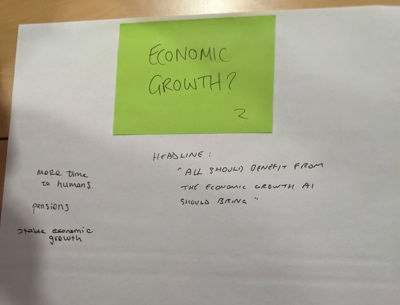 ECONOMIC
GROWTH?
2
HEADLINE:
"ALL SHOULD BENEFIT FROM
THE ECONOMIC GROWTH AI
SHOULD BRING"
more time
to humans
pensions
stable economic
growth